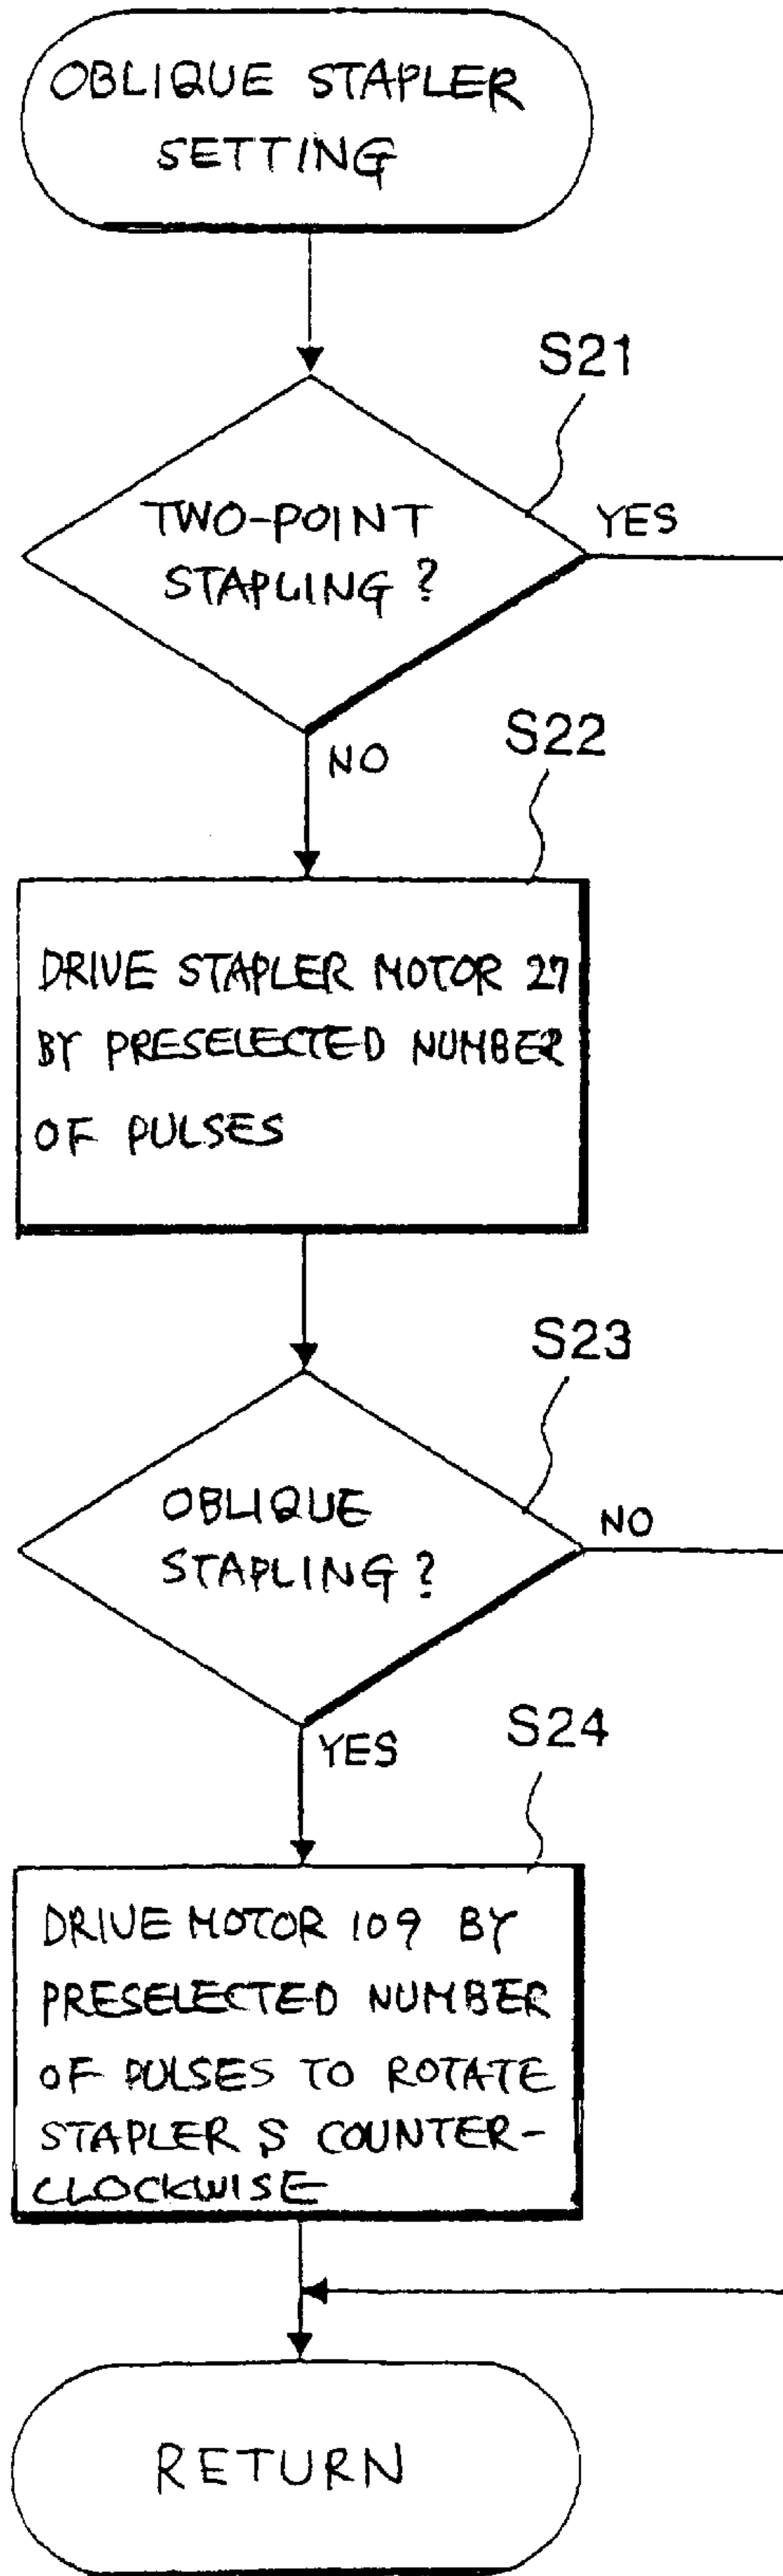 OBLIQUE STAPLER
SETTING
S21
TWO-POINT
STAPLING?
YES
NO
S22
DRIVE STAPLER MOTOR 27
BY PRESELECTED NUMBER
OF PULSES
S23
OBLIQUE
STAPLING?
NO
YES
S24
DRIVE MOTOR 109 BY
PRESELECTED NUMBER
OF PULSES TO ROTATE
STAPLER S COUNTER-
CLOCKWISE
RETURN